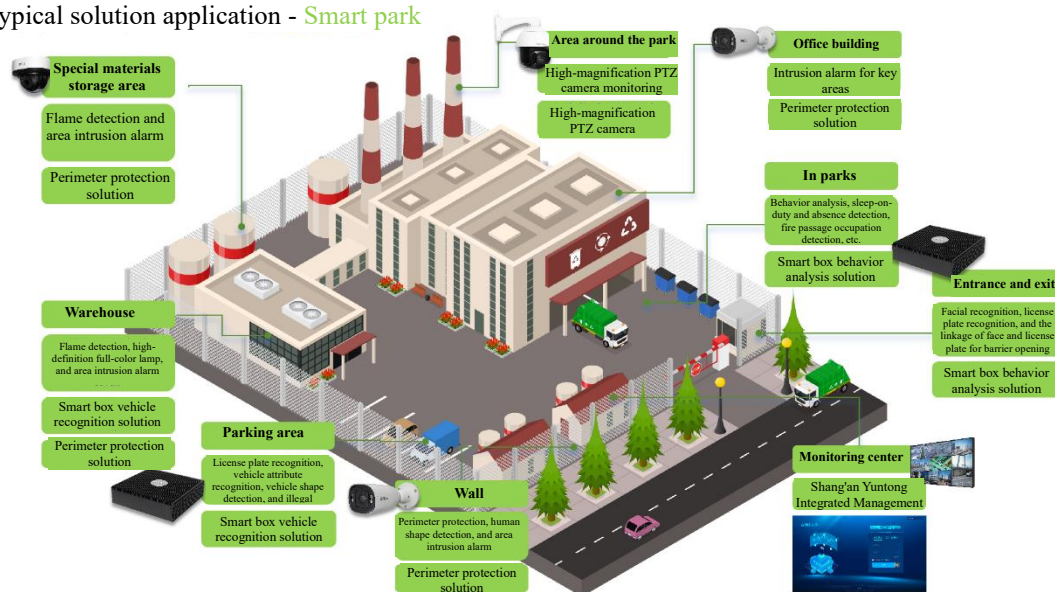 ypical solution application - Smart park
Special materials
storage area
Flame detection and
area intrusion alarm
Perimeter protection
solution
Area around the park
High-magnification PTZ
camera monitoring
High-magnification
PTZ camera
Office building
Intrusion alarm for key
areas
Perimeter protection
solution
In parks
Behavior analysis, sleep-on-
duty and absence detection,
fire passage occupation
detection, etc.
Smart box behavior
analysis solution
Entrance and exit
Facial recognition, license
plate recognition, and the
linkage of face and license
plate for barrier opening
Smart box behavior
analysis solution
Warehouse
Flame detection, high-
definition full-color lamp,
and area intrusion alarm
Smart box vehicle
recognition solution
Perimeter protection
solution
Parking area
License plate recognition,
vehicle attribute
recognition, vehicle shape
detection, and illegal
Smart box vehicle
recognition solution
Wall
Perimeter protection, human
shape detection, and area
intrusion alarm
Perimeter protection
solution
Monitoring center
Shang'an Yuntong
Integrated Management